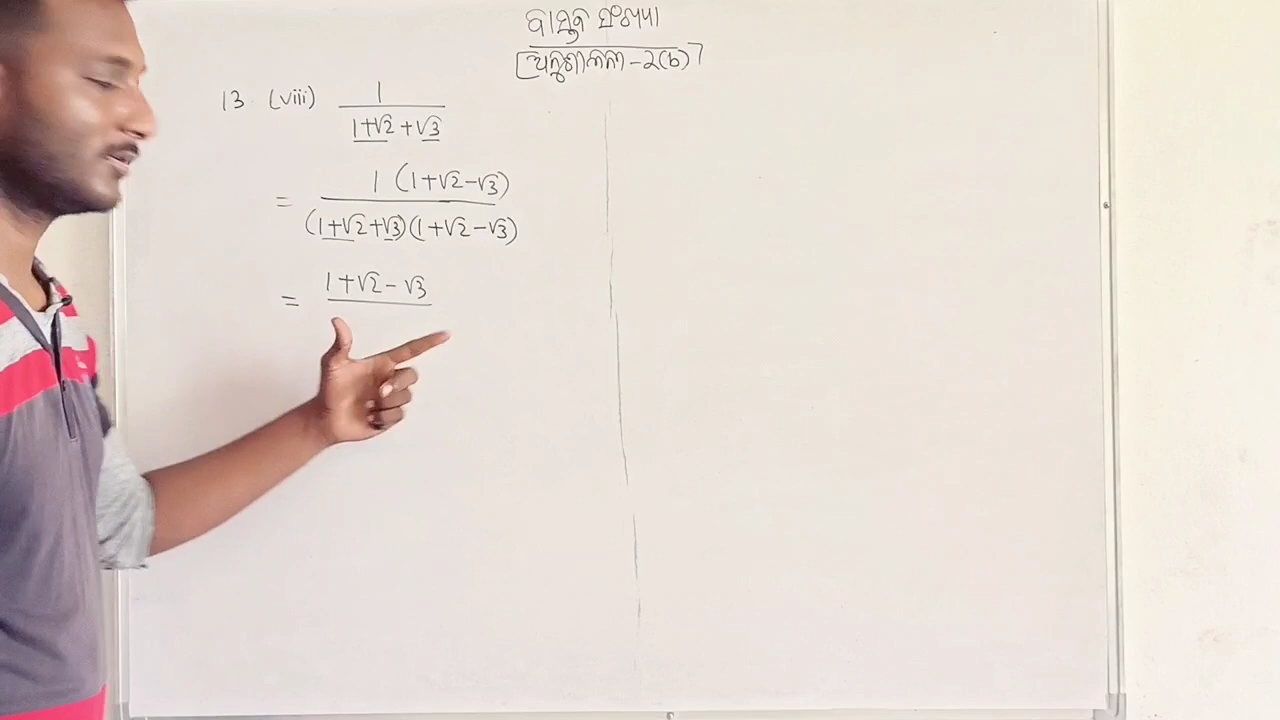 ବାସ୍ତବ ସଂଖ୍ୟା
[ଅନୁଶୀଳନୀ - ୨(b)]
13 (viii) 1
1+√2 +√3
= 1 (1+√2-√3)
(1+√2+√3)(1+√2-√3)
= 1+√2-√3